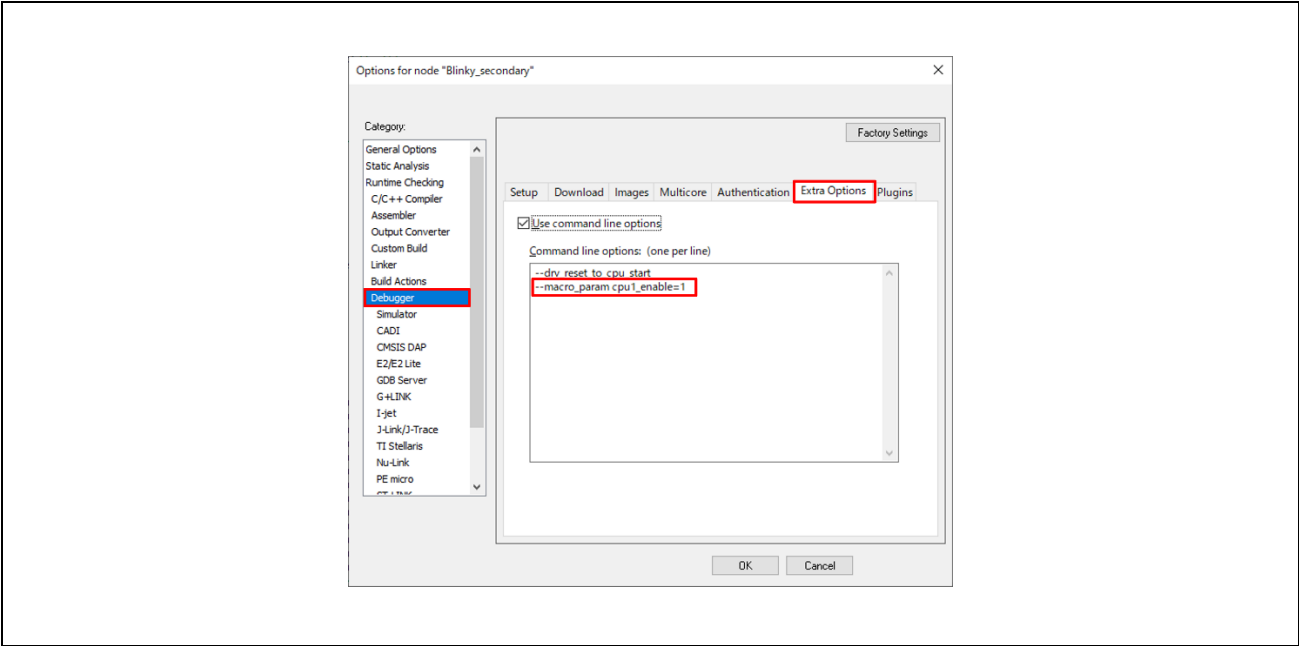 Options for node "Blinky_secondary"
Category:
General Options
Static Analysis
Runtime Checking
C/C++ Compiler
Assembler
Output Converter
Custom Build
Linker
Build Actions
Debugger
Simulator
CADI
CMSIS DAP
E2/E2 Lite
GDB Server
G+LINK
I-jet
J-Link/J-Trace
TI Stellaris
Nu-Link
PE micro
ST-LINK
Factory Settings
Setup Download Images Multicore Authentication Extra Options Plugins
Use command line options
Command line options: (one per line)
--drv_reset_to_cpu_start
--macro_param cpu1_enable=1
OK Cancel